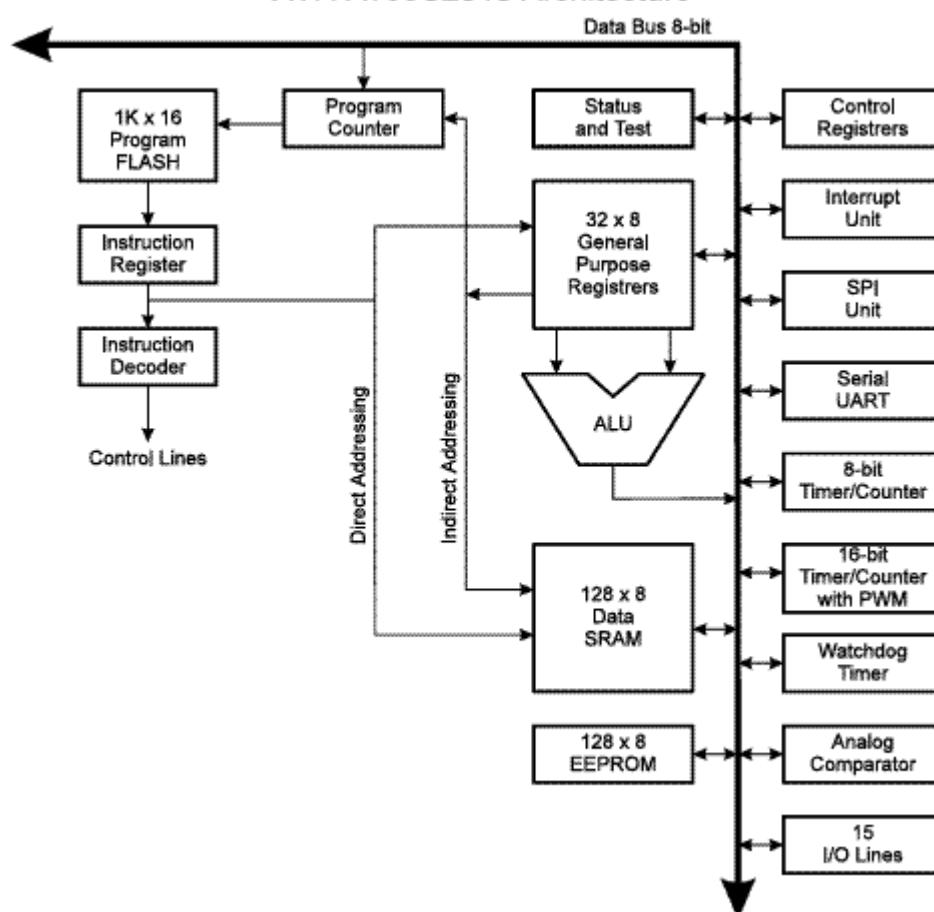 Data Bus 8-bit
1K x 16
Program
FLASH
Program
Counter
Status
and Test
Control
Registrers
Instruction
Register
32 x 8
General
Purpose
Registrers
Interrupt
Unit
SPI
Unit
Instruction
Decoder
Control Lines
Direct Addressing
Indirect Addressing
ALU
Serial
UART
8-bit
Timer/Counter
128 x 8
Data
SRAM
16-bit
Timer/Counter
with PWM
Watchdog
Timer
128 x 8
EEPROM
Analog
Comparator
15
I/O Lines